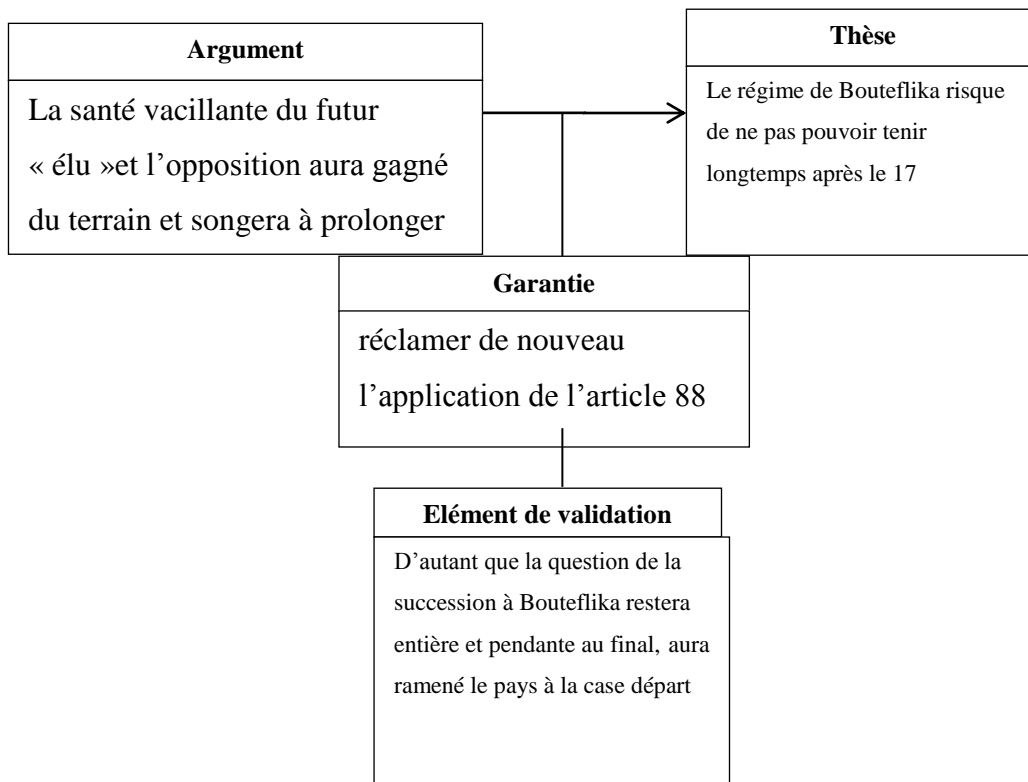 Argument
La santé vacillante du futur
« élu »et l’opposition aura gagné
du terrain et songera à prolonger
Thèse
Le régime de Bouteflika risque
de ne pas pouvoir tenir
longtemps après le 17
Garantie
réclamer de nouveau
l’application de l’article 88
Elément de validation
D’autant que la question de la
succession à Bouteflika restera
entière et pendante au final, aura
ramené le pays à la case départ